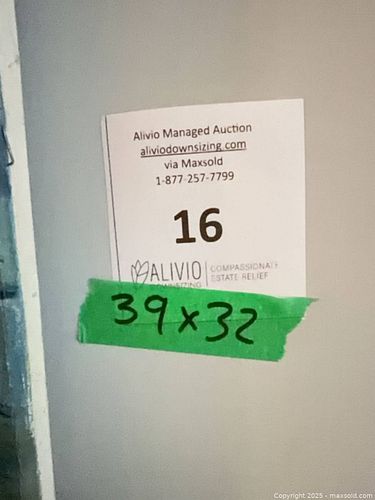 Alivio Managed Auction
aliviodownsizing.com
via Maxsold
1-877-257-7799
16
ALIVIO
DOWNSIZING
COMPASSIONATE
ESTATE RELIEF
39x32
Copyright 2025 - maxsold.com